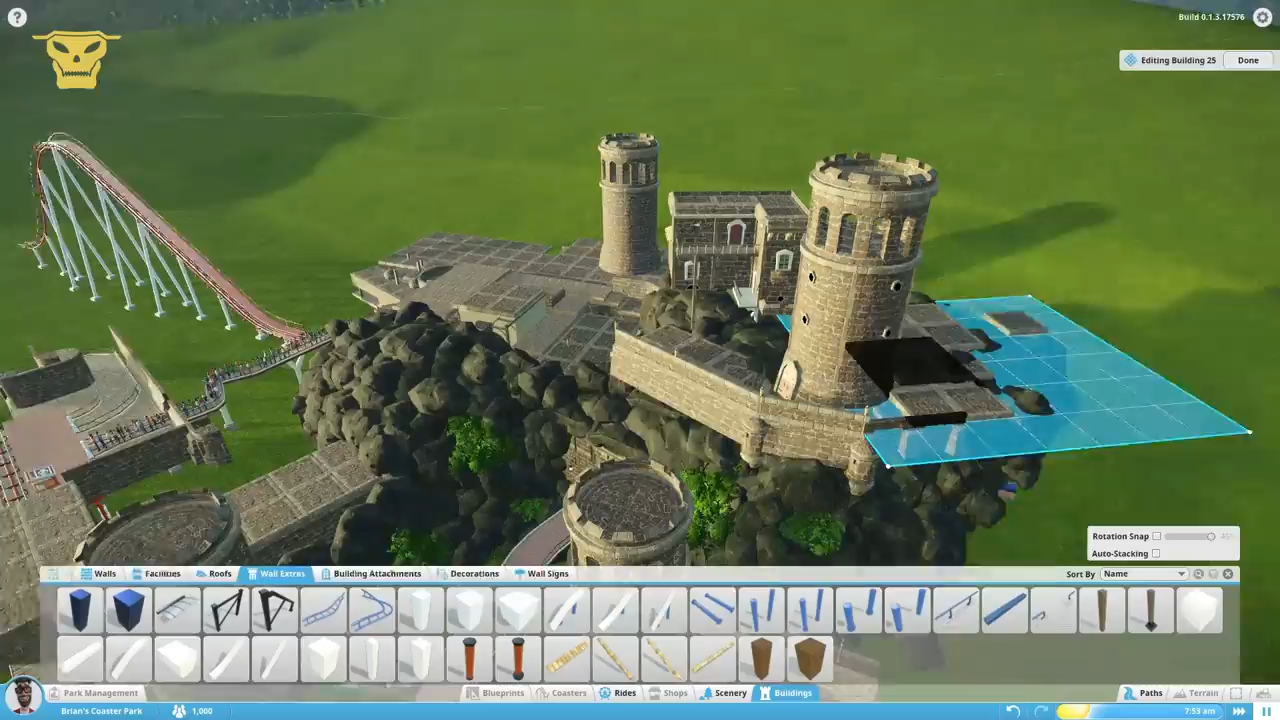 ?
Build 0.1.3.17576
Editing Building 25 Done
Rotation Snap 45°
Auto-Stacking
Walls Facilities Roofs Wall Extras Building Attachments Decorations Wall Signs Sort By Name
Park Management Blueprints Coasters Rides Shops Scenery Buildings Paths Terrain
Brian's Coaster Park 1,000 7:53 am